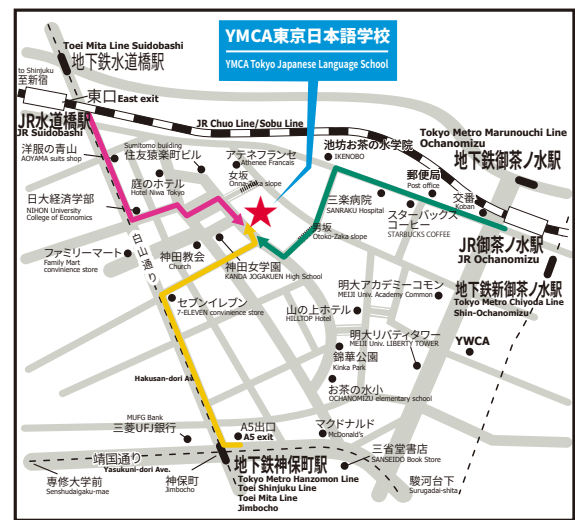 YMCA東京日本語学校
YMCA Tokyo Japanese Language School
Toei Mita Line Suidobashi
地下鉄水道橋駅
to Shinjuku
至新宿
東口 East exit
JR水道橋駅
JR Suidobashi
JR Chuo Line/Sobu Line
Tokyo Metro Marunouchi Line
Ochanomizu
地下鉄御茶ノ水駅
洋服の青山
AOYAMA suits shop
Sumitomo buileing
住友猿楽町ビル
アテネフランセ
Athenee Francais
女坂
Onna-zaka slope
池坊お茶の水学院
IKENOBO
郵便局
Post office
交番
Koban
庭のホテル
Hotel Niwa Tokyo
三楽病院
SANRAKU Hospital
スターバックス
コーヒー
STARBUCKS COFFEE
日大経済学部
NIHON University
College of Economics
男坂
Otoko-Zaka slope
JR御茶ノ水駅
JR Ochanomizu
ファミリーマート
Family Mart
convinience store
白山通り
神田教会
Church
神田女学園
KANDA JOGAKUEN High School
地下鉄新御茶ノ水駅
Tokyo Metro Chiyoda Line
Shin-Ochanomizu
明大アカデミーコモン
MEIJI Univ. Academy Common
セブンイレブン
7-ELEVEN convinience store
山の上ホテル
HILLTOP Hotel
明大リバティタワー
MEIJI Univ. LIBERTY TOWER
YWCA
錦華公園
Kinka Park
Hakusan-dori Av
お茶の水小
OCHANOMIZU elementary school
MUFG Bank
三菱UFJ銀行
A5出口
A5 exit
マクドナルド
McDonald's
靖国通り
Yasukuni-dori Ave.
地下鉄神保町駅
Tokyo Metro Hanzomon Line
Toei Shinjuku Line
Toei Mita Line
Jimbocho
三省堂書店
SANSEIDO Book Store
専修大学前
Senshudaigaku-mae
神保町
Jimbocho
駿河台下
Surugadai-shita